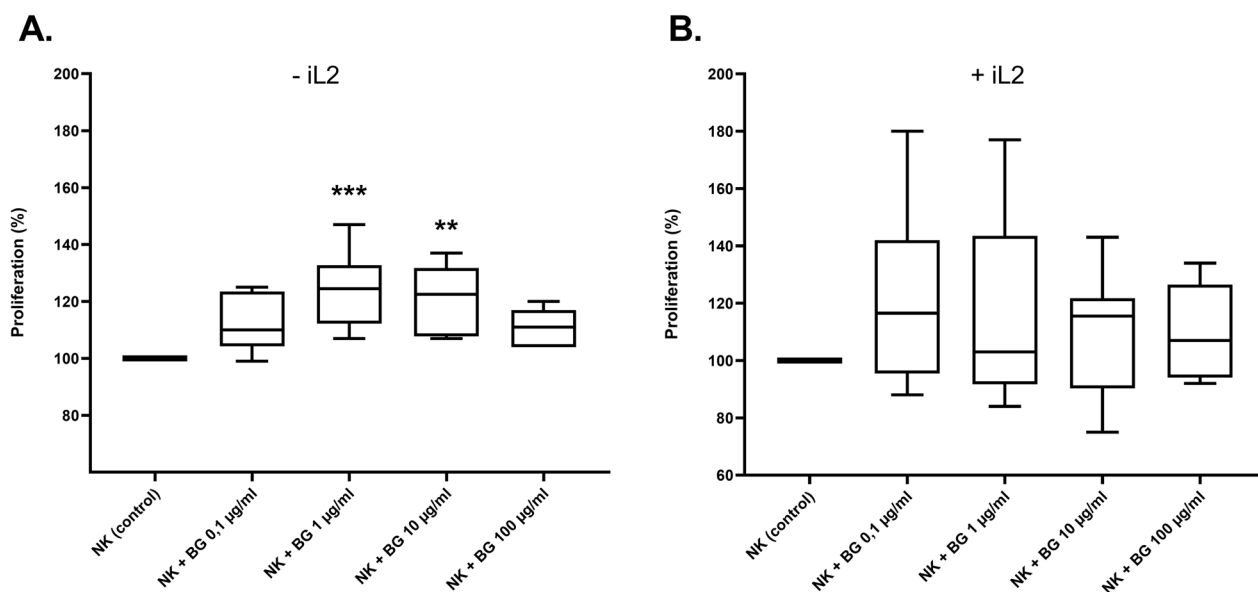 A.
- iL2
200
180
160
140
120
100
80
Proliferation (%)
***
**
NK (control)
NK + BG 0,1 µg/ml
NK + BG 1 µg/ml
NK + BG 10 µg/ml
NK + BG 100 µg/ml
B.
+ iL2
200
180
160
140
120
100
80
60
Proliferation (%)
NK (control)
NK + BG 0,1 µg/ml
NK + BG 1 µg/ml
NK + BG 10 µg/ml
NK + BG 100 µg/ml